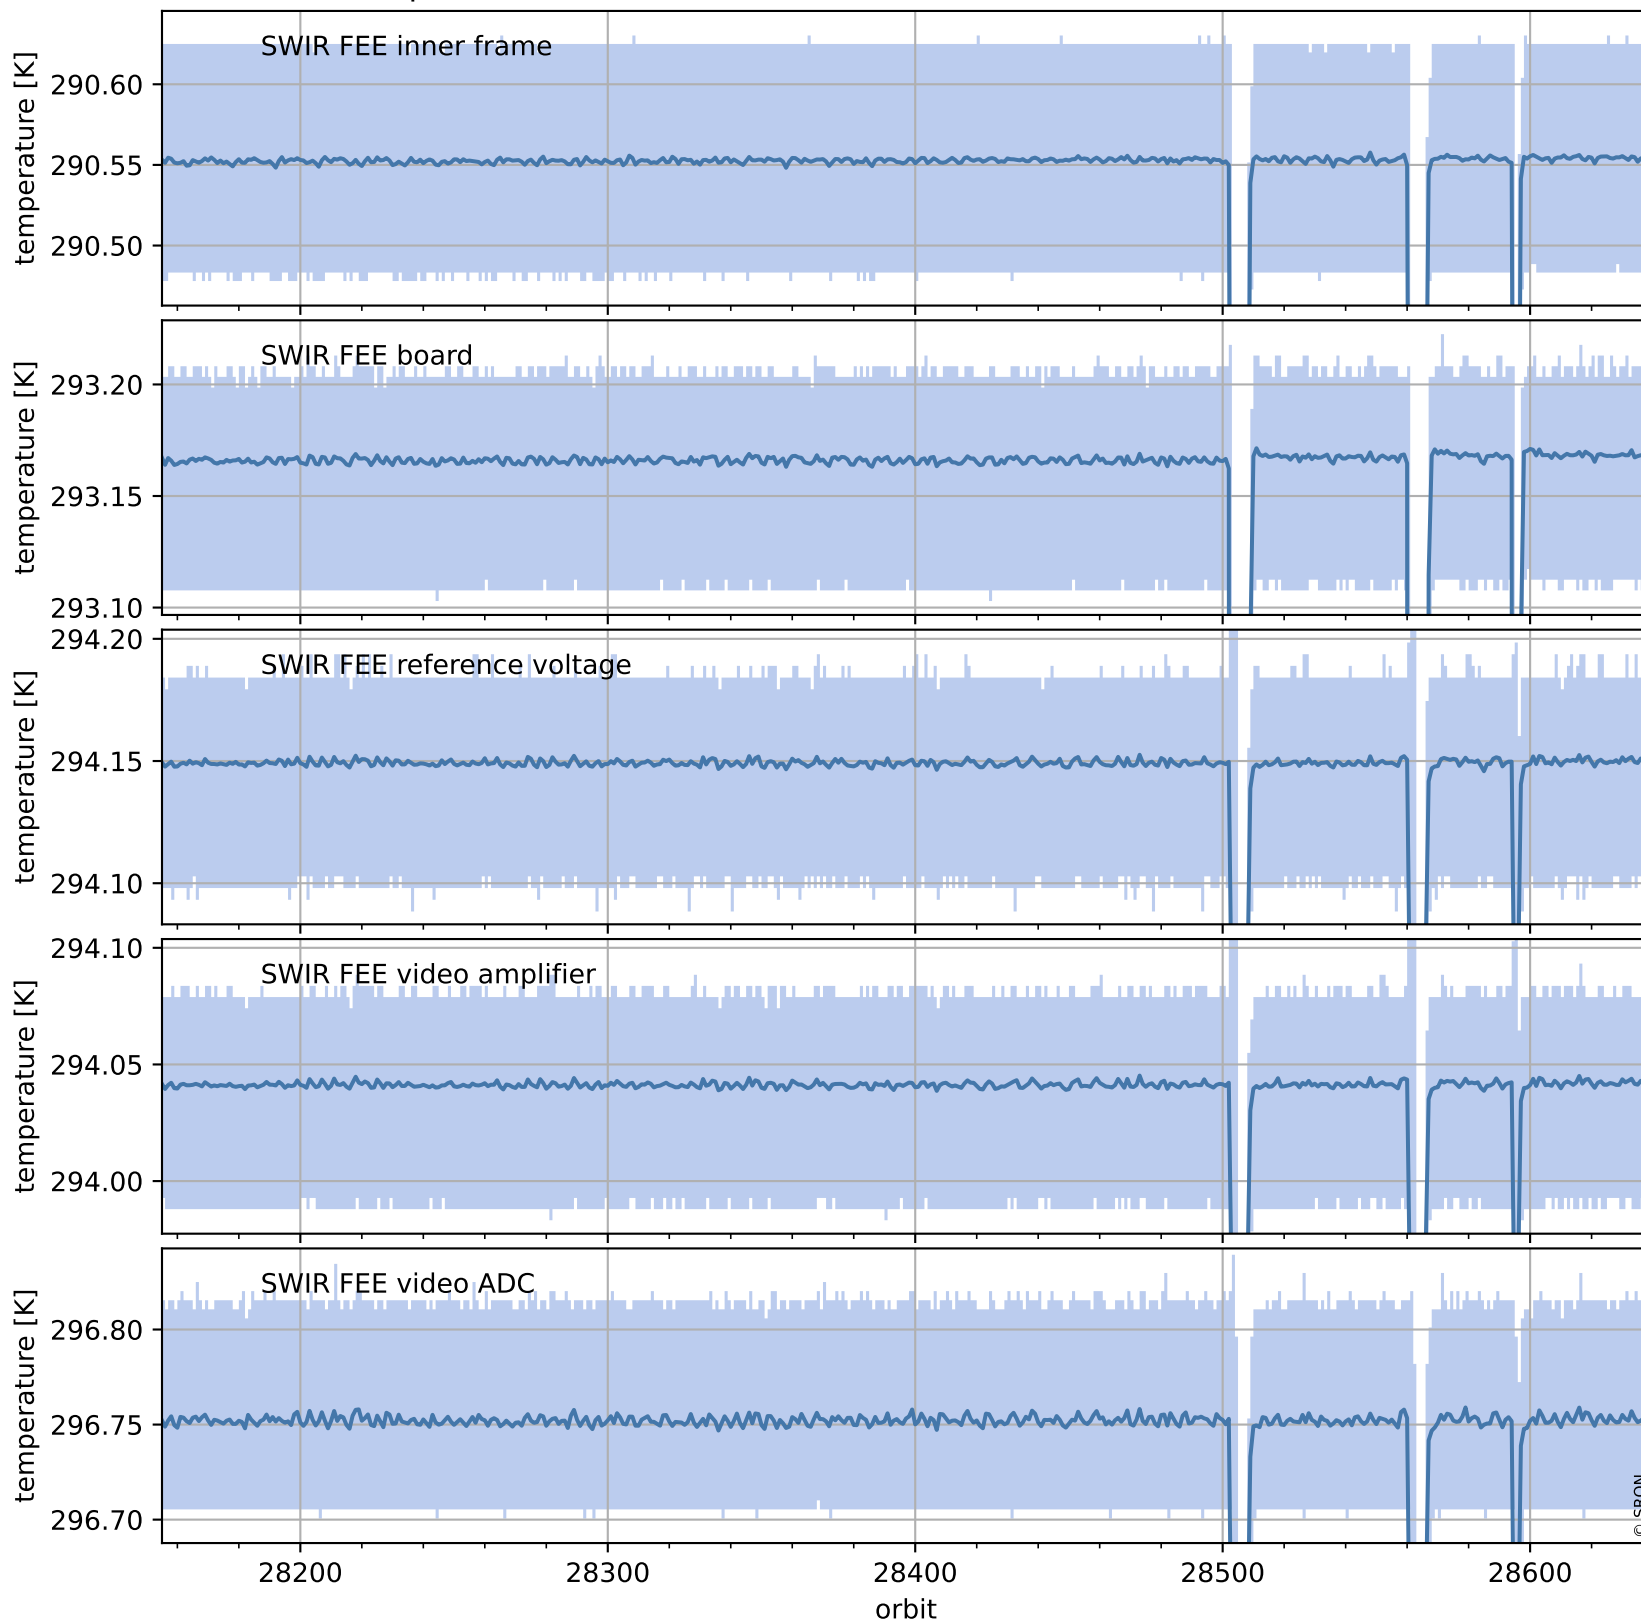 SWIR FEE inner frame
temperature [K]
290.60
290.55
290.50
SWIR FEE board
temperature [K]
293.20
293.15
293.10
SWIR FEE reference voltage
temperature [K]
294.20
294.15
294.10
SWIR FEE video amplifier
temperature [K]
294.10
294.05
294.00
SWIR FEE video ADC
temperature [K]
296.80
296.75
296.70
28200 28300 28400 28500 28600
orbit
© SRON